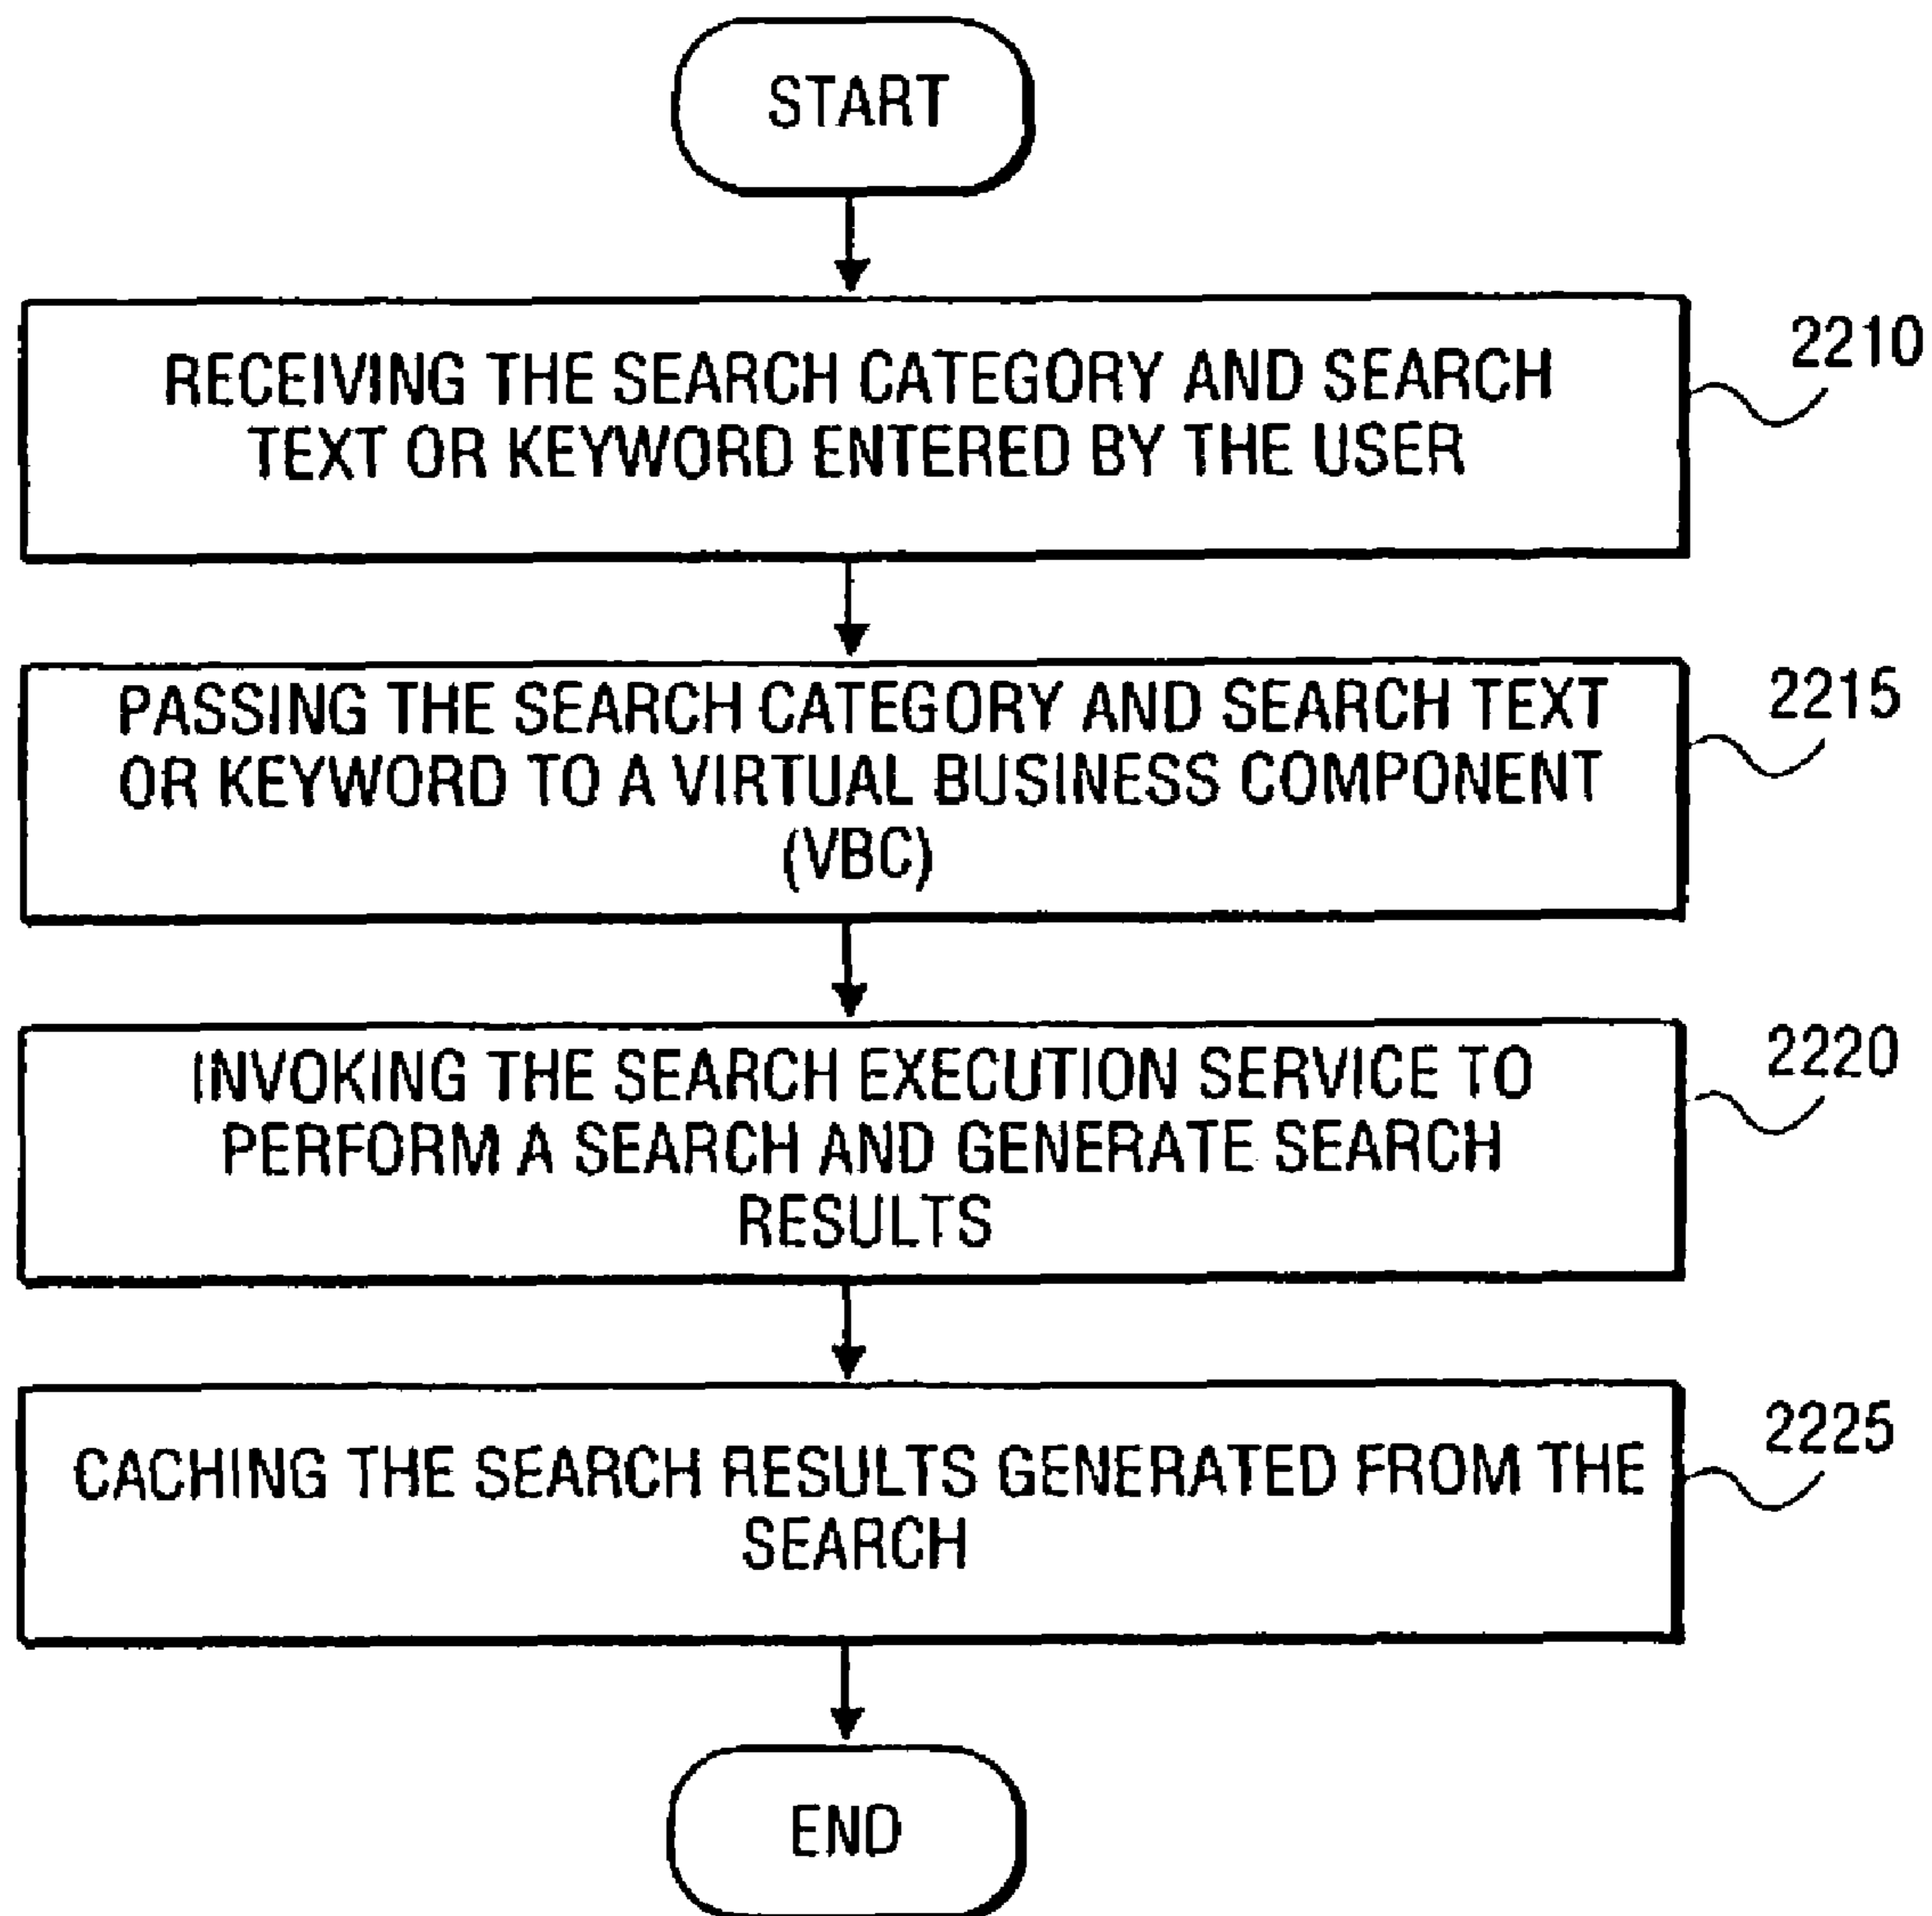 START
RECEIVING THE SEARCH CATEGORY AND SEARCH
TEXT OR KEYWORD ENTERED BY THE USER
2210
PASSING THE SEARCH CATEGORY AND SEARCH TEXT
OR KEYWORD TO A VIRTUAL BUSINESS COMPONENT
(VBC)
2215
INVOKING THE SEARCH EXECUTION SERVICE TO
PERFORM A SEARCH AND GENERATE SEARCH
RESULTS
2220
CACHING THE SEARCH RESULTS GENERATED FROM THE
SEARCH
2225
END